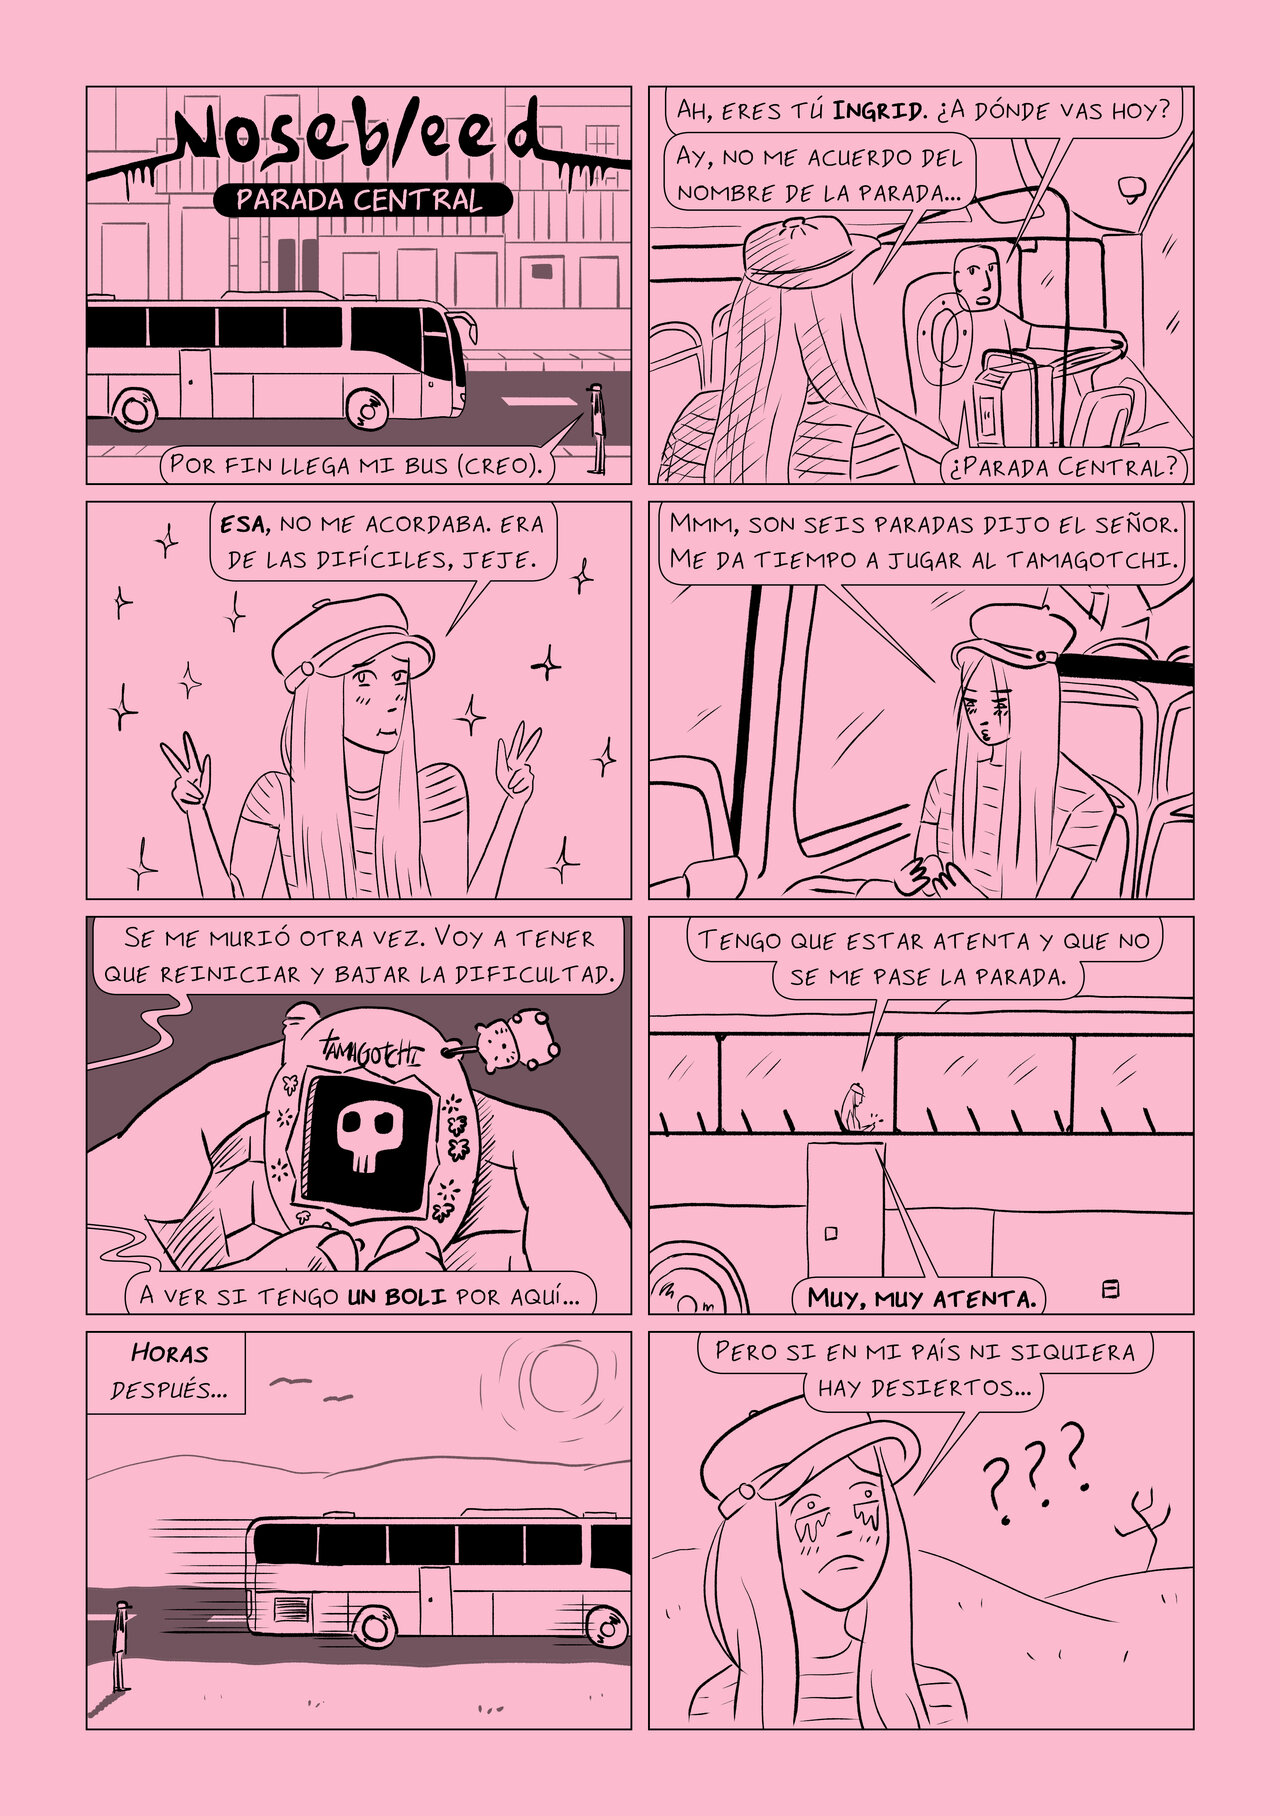 Nosebleed
PARADA CENTRAL
POR FIN LLEGA MI BUS (CREO).
AH, ERES TÚ INGRID. ¿A DÓNDE VAS HOY?
AY, NO ME ACUERDO DEL
NOMBRE DE LA PARADA...
¿PARADA CENTRAL?
ESA, NO ME ACORDABA. ERA
DE LAS DIFÍCILES, JEJE.
MMM, SON SEIS PARADAS DIJO EL SEÑOR.
ME DA TIEMPO A JUGAR AL TAMAGOTCHI.
SE ME MURIÓ OTRA VEZ. VOY A TENER
QUE REINICIAR Y BAJAR LA DIFICULTAD.
TAMAGOTCHI
A VER SI TENGO UN BOLI POR AQUÍ...
TENGO QUE ESTAR ATENTA Y QUE NO
SE ME PASE LA PARADA.
MUY, MUY ATENTA.
HORAS
DESPUÉS...
PERO SI EN MI PAÍS NI SIQUIERA
HAY DESIERTOS...
???